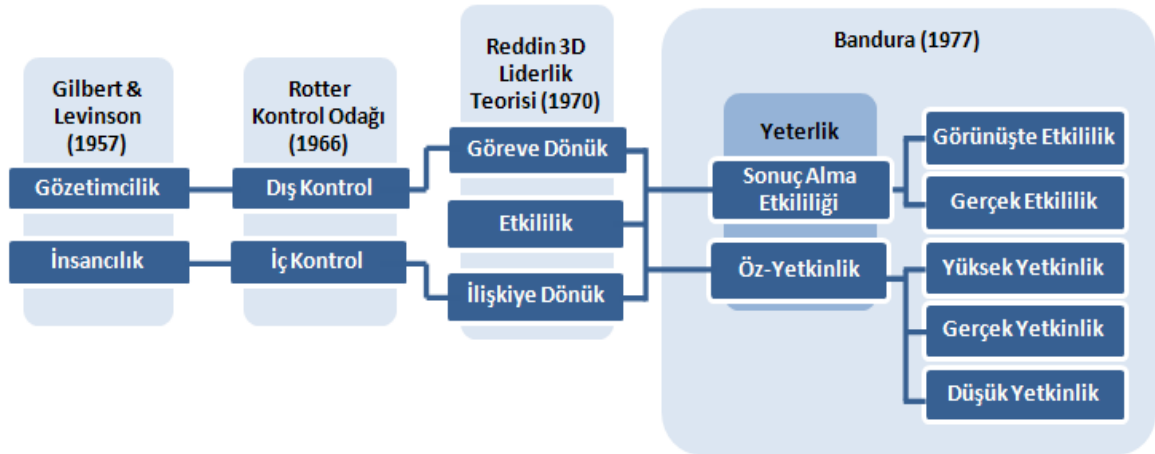 Gilbert &
Levinson
(1957)
Gözetimcilik
İnsancılık
Rotter
Kontrol Odağı
(1966)
Dış Kontrol
İç Kontrol
Reddin 3D
Liderlik
Teorisi (1970)
Göreve Dönük
Etkililik
İlişkiye Dönük
Bandura (1977)
Yeterlik
Sonuç Alma
Etkililiği
Öz-Yetkinlik
Görünüşte Etkililik
Gerçek Etkililik
Yüksek Yetkinlik
Gerçek Yetkinlik
Düşük Yetkinlik